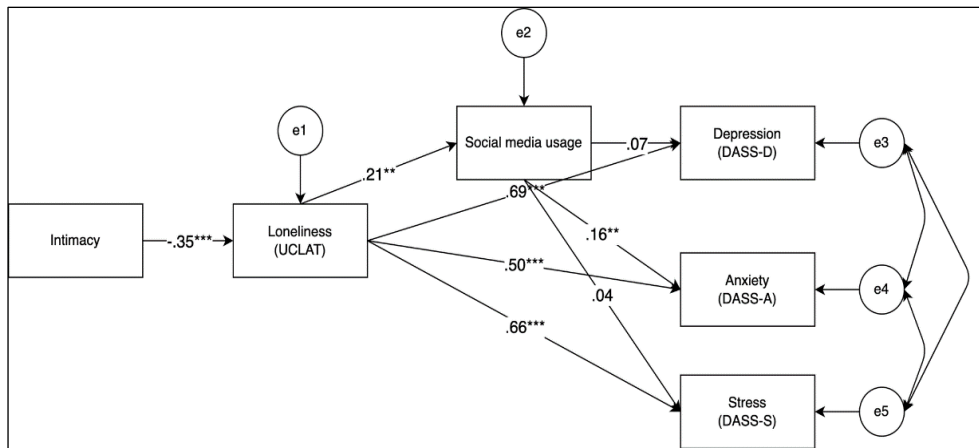 e2
Social media usage
.07
Depression
(DASS-D)
e3
e1
.21**
.69***
Intimacy
-.35***
Loneliness
(UCLAT)
.16**
.50***
Anxiety
(DASS-A)
e4
.04
.66***
Stress
(DASS-S)
e5